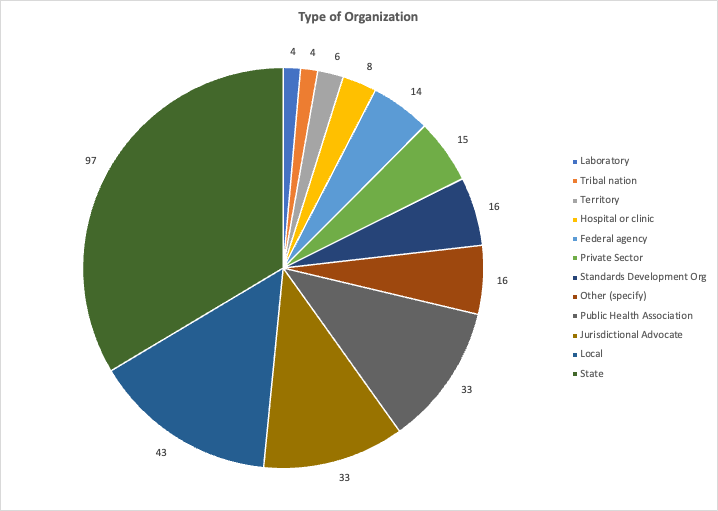 Type of Organization
4
4
6
8
14
15
16
16
33
33
43
97
Laboratory
Tribal nation
Territory
Hospital or clinic
Federal agency
Private Sector
Standards Development Org
Other (specify)
Public Health Association
Jurisdictional Advocate
Local
State